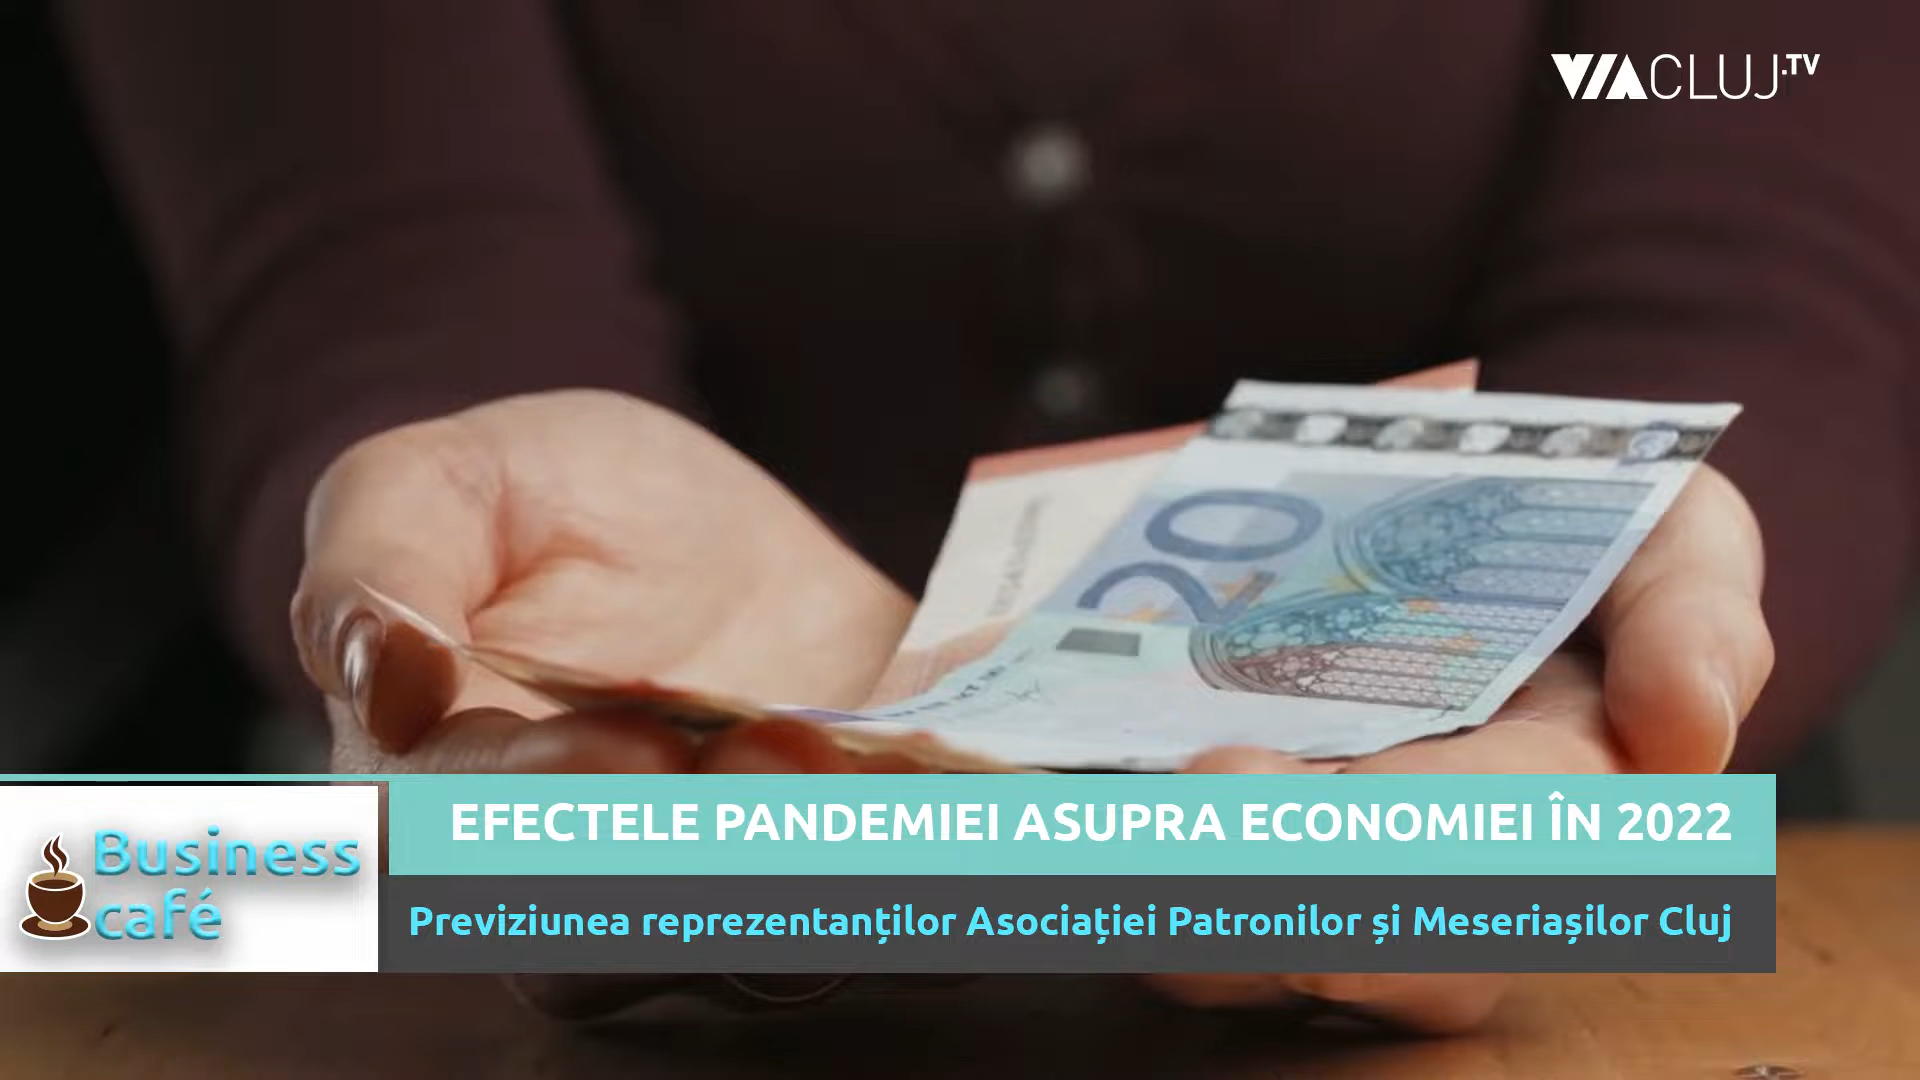 VIACLUJ.TV
20
EFECTELE PANDEMIEI ASUPRA ECONOMIEI ÎN 2022
Business
café
Previziunea reprezentanților Asociației Patronilor și Meseriașilor Cluj